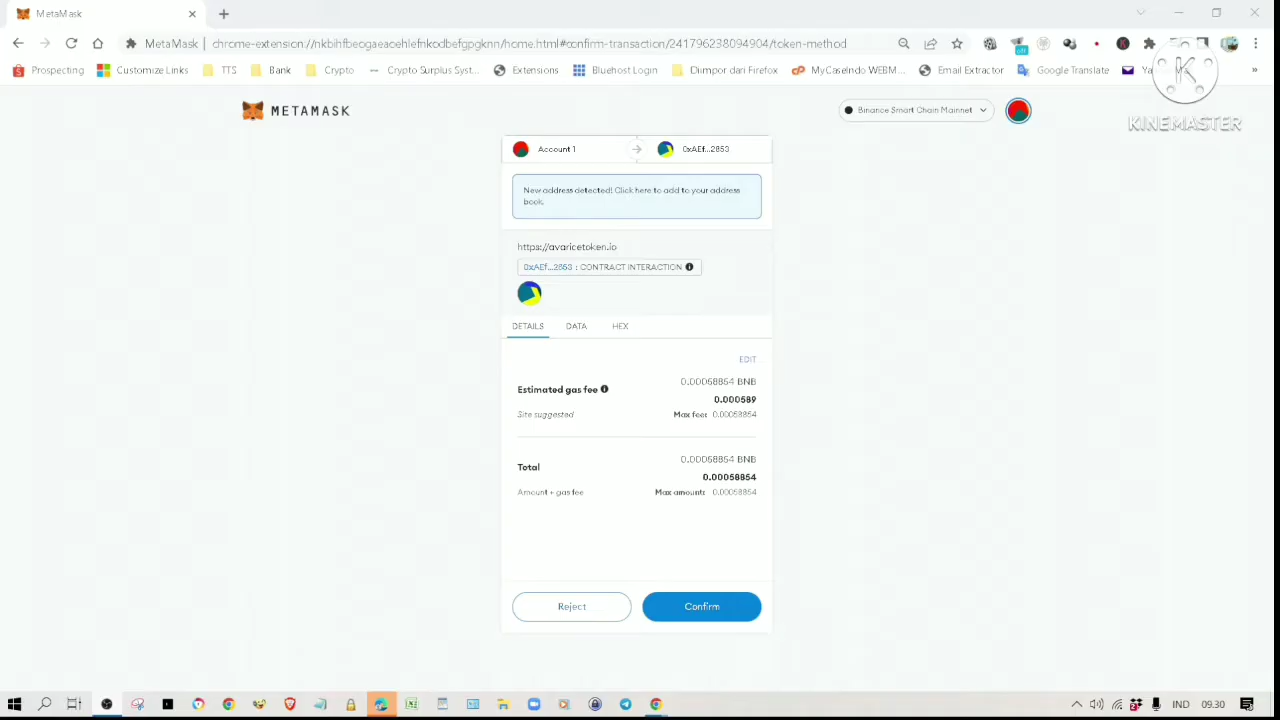 MetaMask
MetaMask | chrome-extension://nkbihfbeogaeaoehlefnkodbefgpgknn/home.html#confirm-transaction/241796238094904/token-method
Prospecting
Customize Links
TTS
Bank
Crypto
Crypto Surplus Syst...
Extensions
Bluehost Login
Diimpor dari Firefox
MyCaseIndo WEBM...
Email Extractor
Google Translate
»
K
KINEMASTER
METAMASK
Binance Smart Chain Mainnet
Account 1
0xAEf...2853
New address detected! Click here to add to your address
book.
https://avaricetoken.io
0xAEf...2853 : CONTRACT INTERACTION
DETAILS
DATA
HEX
EDIT
Estimated gas fee
0.00058854 BNB
0.000589
Site suggested
Max fee: 0.00058854
Total
0.00058854 BNB
0.00058854
Amount + gas fee
Max amount: 0.00058854
Reject
Confirm
IND
09.30